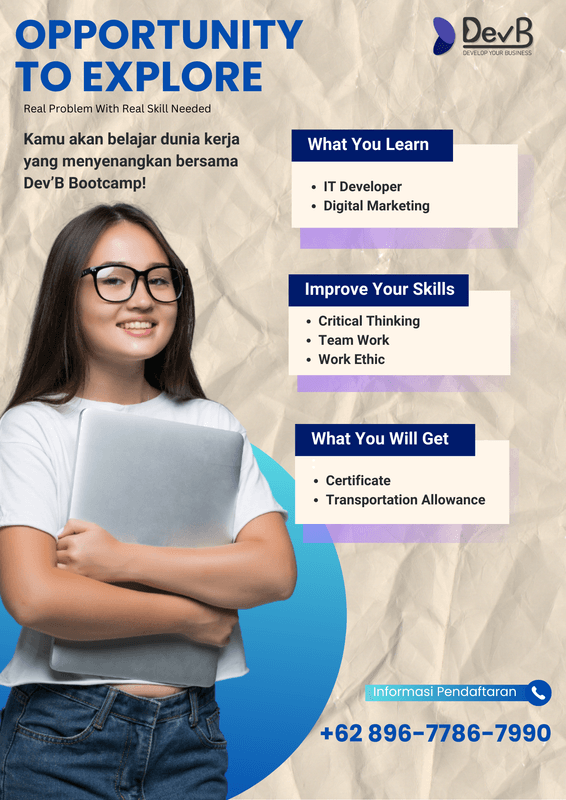 OPPORTUNITY
TO EXPLORE
Real Problem With Real Skill Needed
DevB
DEVELOP YOUR BUSINESS
Kamu akan belajar dunia kerja
yang menyenangkan bersama
Dev'B Bootcamp!
What You Learn
• IT Developer
• Digital Marketing
Improve Your Skills
• Critical Thinking
• Team Work
• Work Ethic
What You Will Get
• Certificate
• Transportation Allowance
Informasi Pendaftaran
+62 896-7786-7990